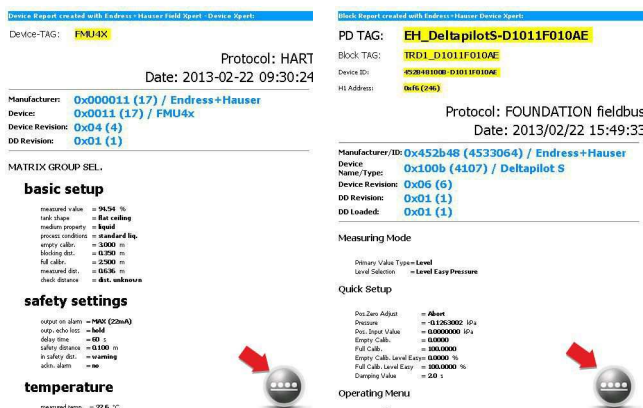 Device Report created with Endress+Hauser Field Xpert - Device Xpert:
Device-TAG: FMU4X
Protocol: HART
Date: 2013-02-22 09:30:24
Manufacturer: 0x000011 (17) / Endress+Hauser
Device: 0x0011 (17) / FMU4x
Device Revision: 0x04 (4)
DD Revision: 0x01 (1)
MATRIX GROUP SEL.
basic setup
measured value = 94.54 %
tank shape = flat ceiling
medium property = liquid
process conditions = standard liq.
empty calibr. = 3.000 m
blocking dist. = 0.350 m
full calibr. = 2.500 m
measured dist. = 0.636 m
check distance = dist. unknown
safety settings
output on alarm = MAX (22mA)
outp. echo loss = hold
delay time = 60 s
safety distance = 0.100 m
in safety dist. = warning
ackn. alarm = no
temperature
measured temp. = 22.6 °C
Block Report created with Endress+Hauser Device Xpert:
PD TAG: EH_DeltapilotS-D1011F010AE
Block TAG: TRD1_D1011F010AE
Device ID: 452B48100B-D1011F010AE
H1 Address: 0xf6 (246)
Protocol: FOUNDATION fieldbus
Date: 2013/02/22 15:49:33
Manufacturer/ID: 0x452b48 (4533064) / Endress+Hauser
Device Name/Type: 0x100b (4107) / Deltapilot S
Device Revision: 0x06 (6)
DD Revision: 0x01 (1)
DD Loaded: 0x01 (1)
Measuring Mode
Primary Value Type = Level
Level Selection = Level Easy Pressure
Quick Setup
Pos.Zero Adjust = Abort
Pressure = -0.1263002 kPa
Pos. Input Value = 0.0000000 kPa
Empty Calib. = 0.0000
Full Calib. = 100.0000
Empty Calib. Level Easy = 0.0000 %
Full Calib. Level Easy = 100.0000 %
Damping Value = 2.0 s
Operating Menu